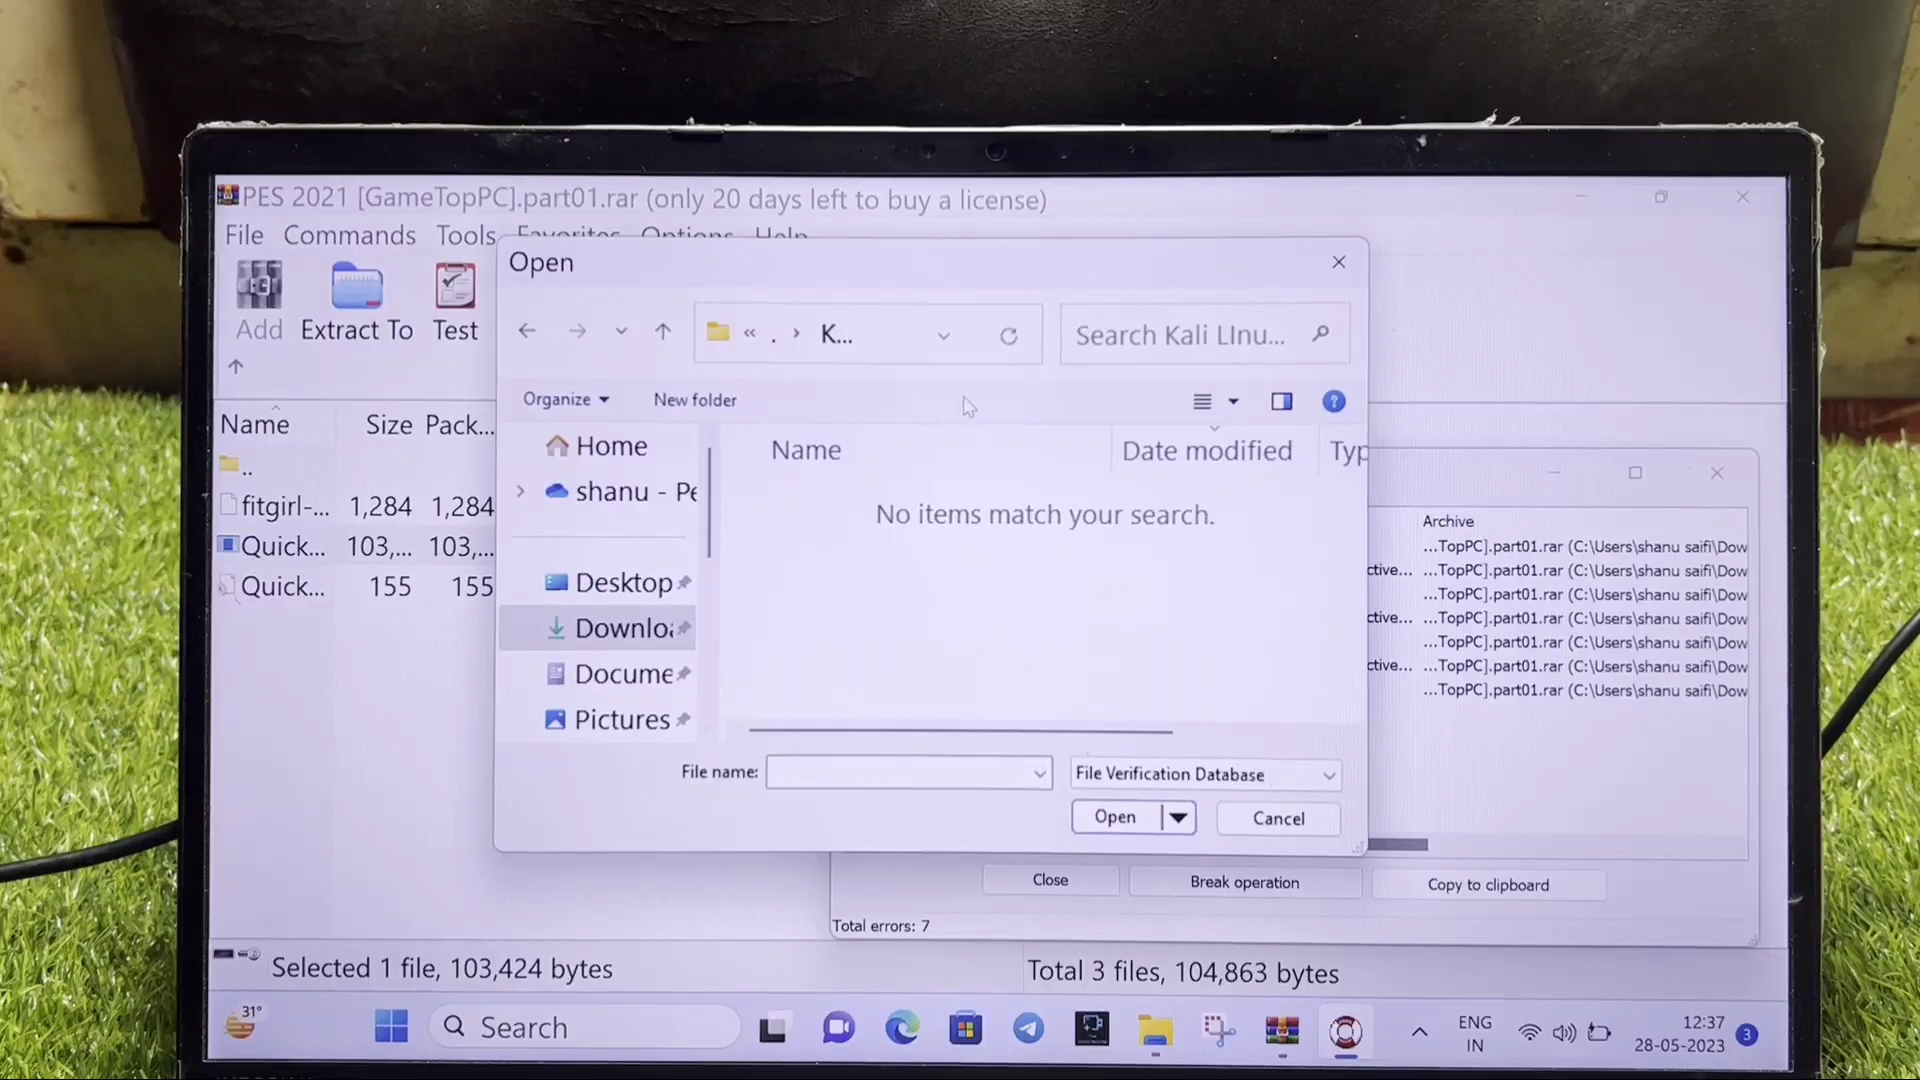 PES 2021 [GameTopPC].part01.rar (only 20 days left to buy a license)
File Commands Tools Favorites Options Help
Add Extract To Test
Open
« . › K...
Search Kali LInu...
Organize
New folder
Name Size Pack...
..
fitgirl-... 1,284 1,284
Quick... 103,... 103,...
Quick... 155 155
Home
shanu - Pe
Desktop
Downloa
Docume
Pictures
Name Date modified Typ
No items match your search.
File name:
File Verification Database
Open
Cancel
Archive
...TopPC].part01.rar (C:\Users\shanu saifi\Dow
ctive... ...TopPC].part01.rar (C:\Users\shanu saifi\Dow
...TopPC].part01.rar (C:\Users\shanu saifi\Dow
ctive... ...TopPC].part01.rar (C:\Users\shanu saifi\Dow
...TopPC].part01.rar (C:\Users\shanu saifi\Dow
ctive... ...TopPC].part01.rar (C:\Users\shanu saifi\Dow
...TopPC].part01.rar (C:\Users\shanu saifi\Dow
Close
Break operation
Copy to clipboard
Total errors: 7
Selected 1 file, 103,424 bytes
Total 3 files, 104,863 bytes
31°
Search
ENG
IN
12:37
28-05-2023
3